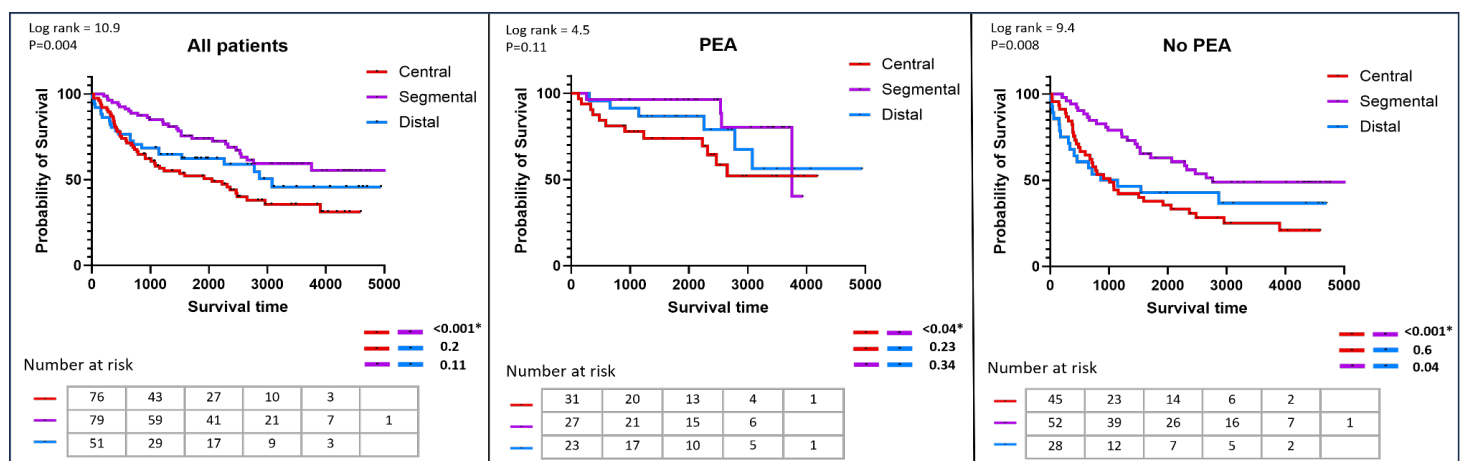 Log rank = 10.9
P=0.004
All patients
Central
Segmental
Distal
Probability of Survival
100
50
0
0 1000 2000 3000 4000 5000
Survival time
<0.001*
0.2
0.11
Number at risk
76 43 27 10 3
79 59 41 21 7 1
51 29 17 9 3
Log rank = 4.5
P=0.11
PEA
Central
Segmental
Distal
Probability of Survival
100
50
0
0 1000 2000 3000 4000 5000
Survival time
<0.04*
0.23
0.34
Number at risk
31 20 13 4 1
27 21 15 6
23 17 10 5 1
Log rank = 9.4
P=0.008
No PEA
Central
Segmental
Distal
Probability of Survival
100
50
0
0 1000 2000 3000 4000 5000
Survival time
<0.001*
0.6
0.04
Number at risk
45 23 14 6 2
52 39 26 16 7 1
28 12 7 5 2